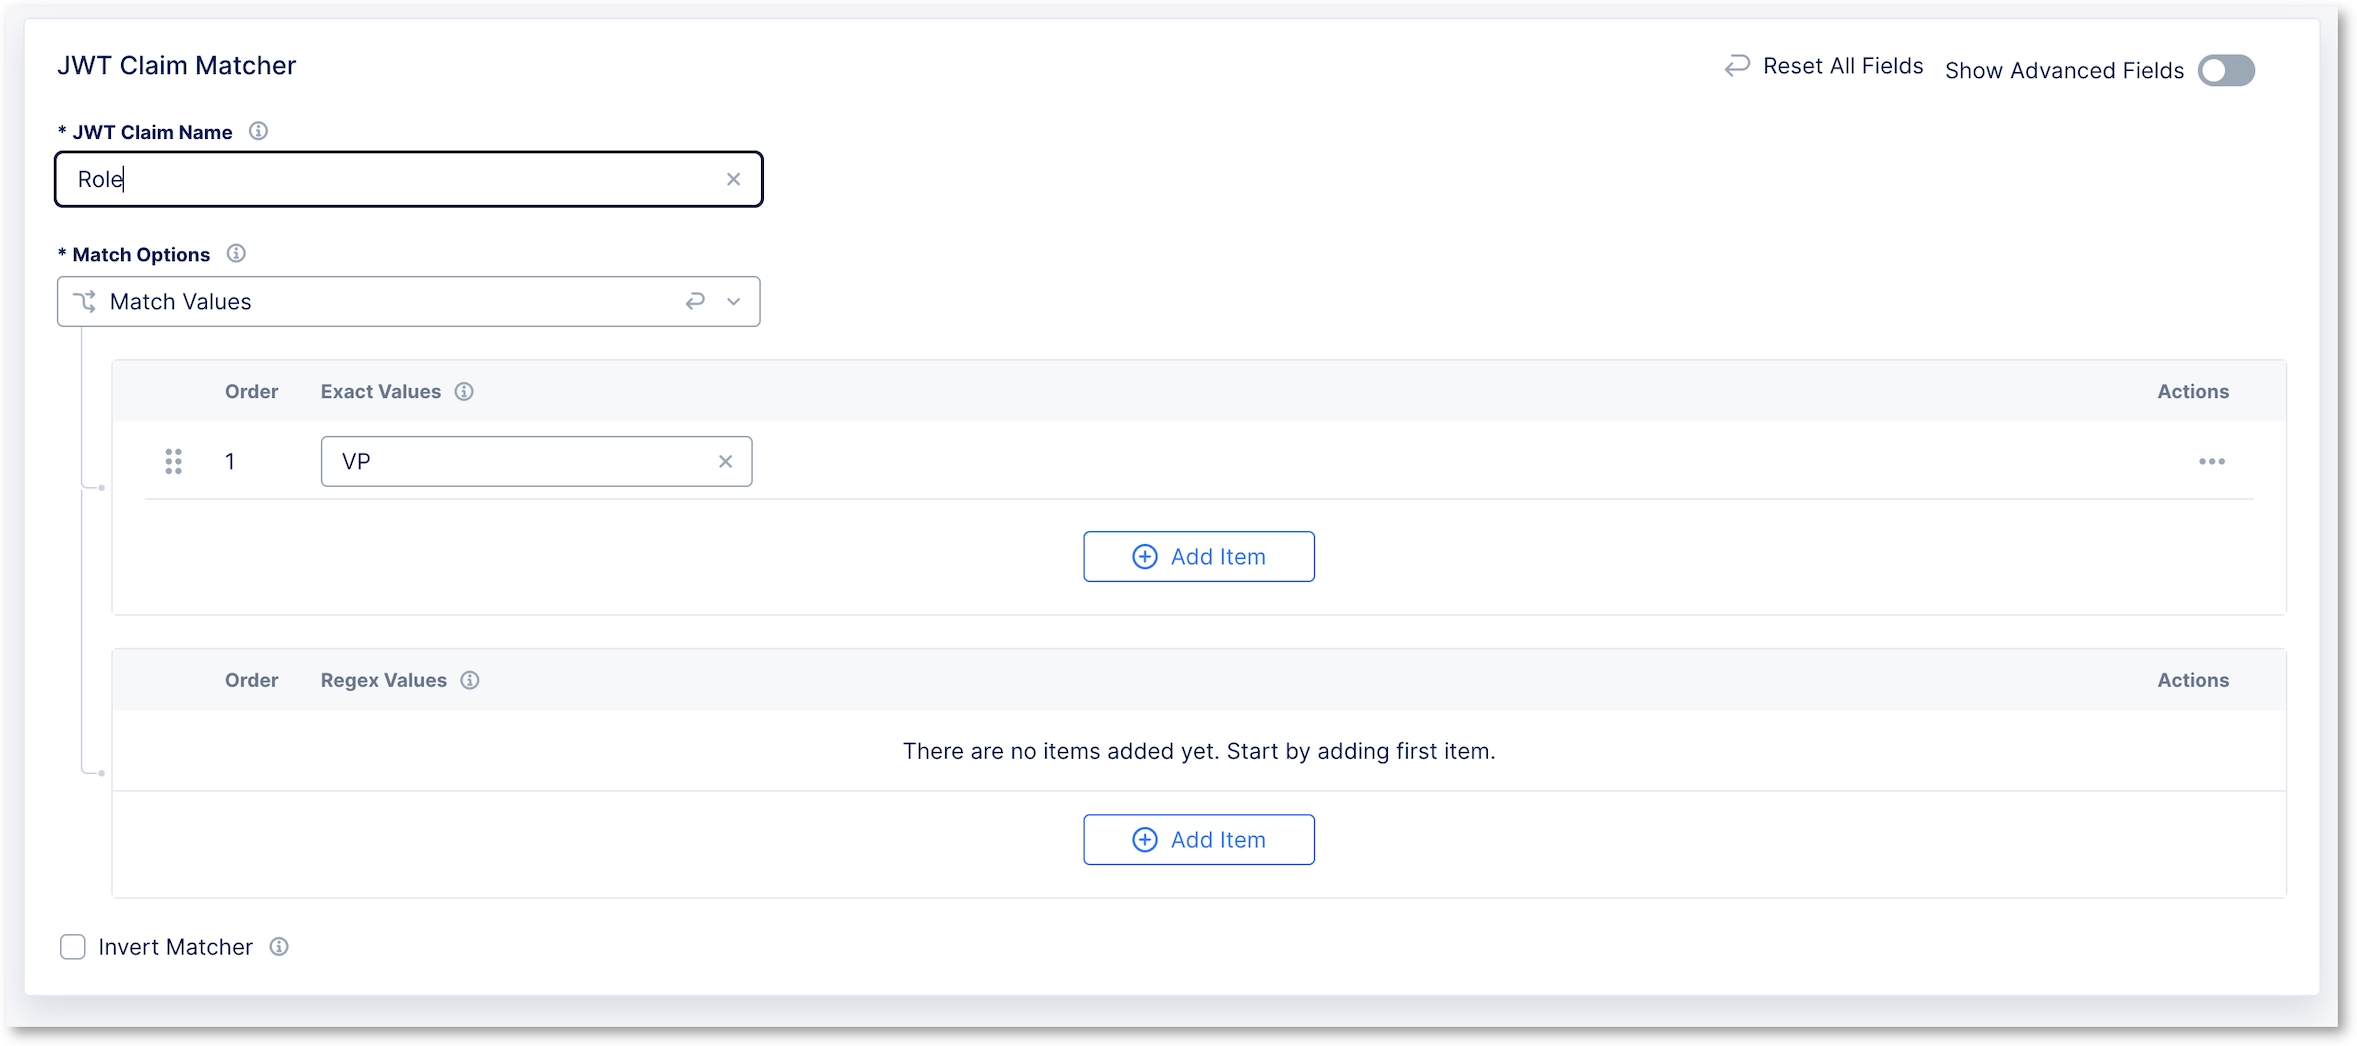 JWT Claim Matcher
Reset All Fields Show Advanced Fields
* JWT Claim Name
Role
* Match Options
Match Values
Order Exact Values Actions
1 VP
Add Item
Order Regex Values Actions
There are no items added yet. Start by adding first item.
Add Item
Invert Matcher